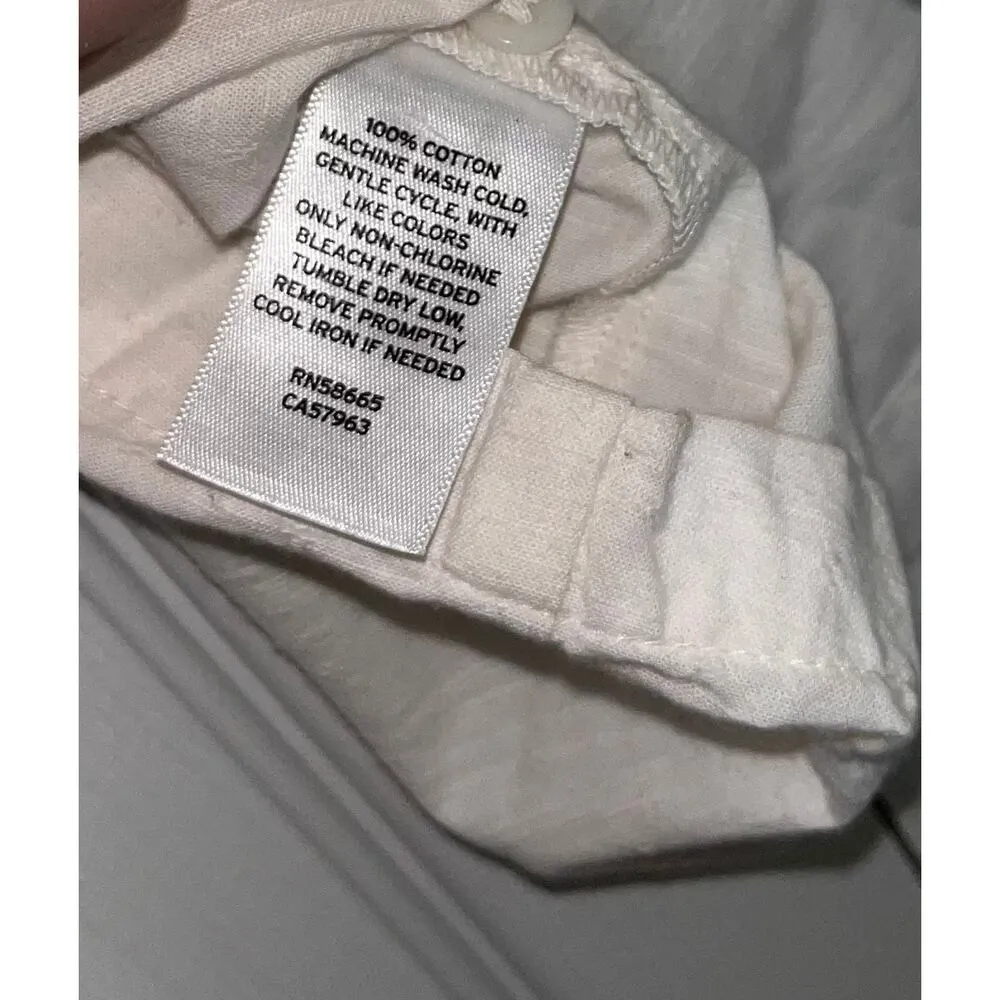 100% COTTON
MACHINE WASH COLD,
GENTLE CYCLE, WITH
LIKE COLORS
ONLY NON-CHLORINE
BLEACH IF NEEDED
TUMBLE DRY LOW,
REMOVE PROMPTLY
COOL IRON IF NEEDED
RN58665
CA57963